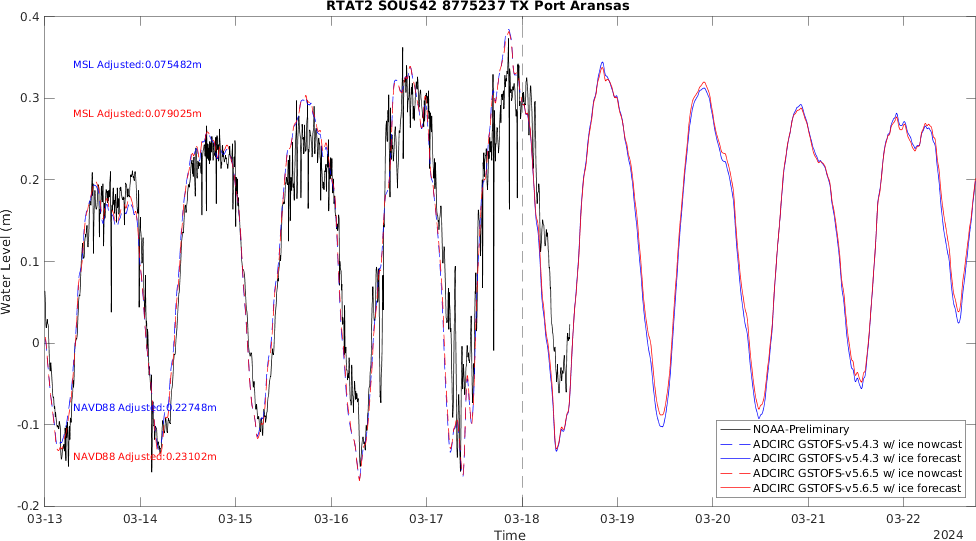 RTAT2 SOUS42 8775237 TX Port Aransas
0.4
MSL Adjusted:0.075482m
0.3
MSL Adjusted:0.079025m
0.2
0.1
Water Level (m)
0
NAVD88 Adjusted:0.22748m
-0.1
NAVD88 Adjusted:0.23102m
NOAA-Preliminary
ADCIRC GSTOFS-v5.4.3 w/ ice nowcast
ADCIRC GSTOFS-v5.4.3 w/ ice forecast
ADCIRC GSTOFS-v5.6.5 w/ ice nowcast
ADCIRC GSTOFS-v5.6.5 w/ ice forecast
-0.2
03-13 03-14 03-15 03-16 03-17 03-18 03-19 03-20 03-21 03-22
Time
2024